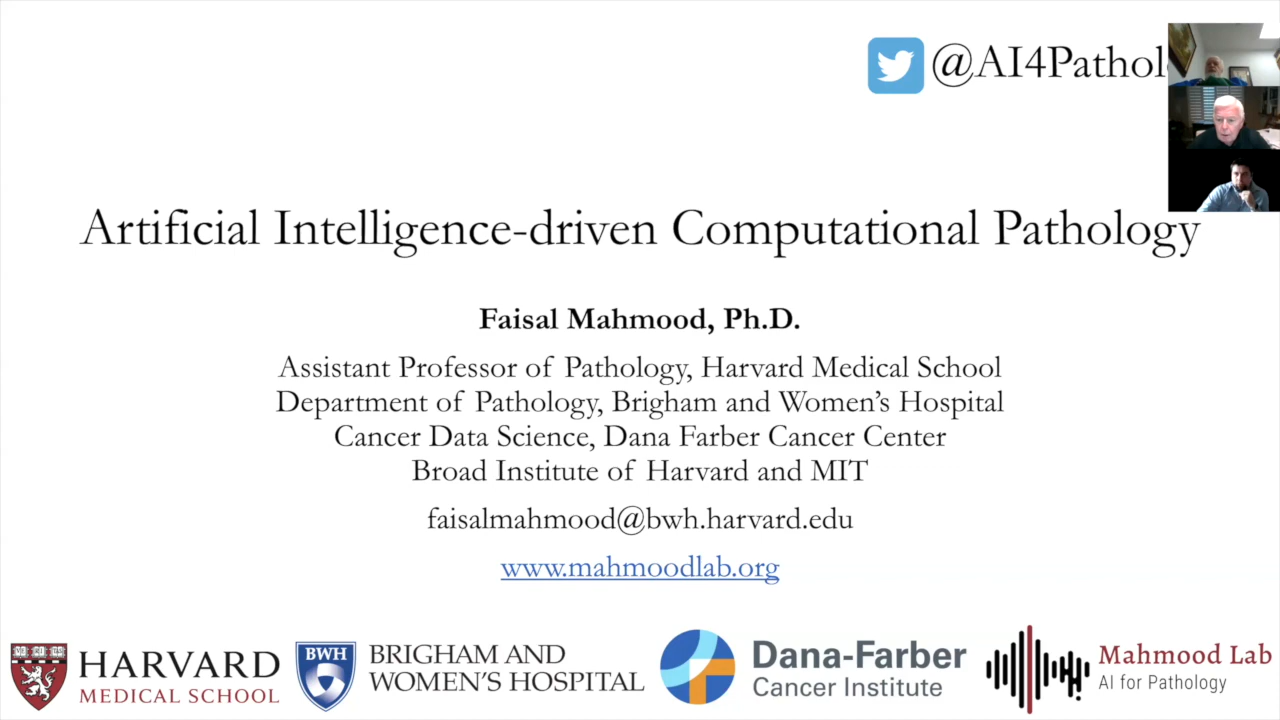 @AI4Pathol
Artificial Intelligence-driven Computational Pathology
Faisal Mahmood, Ph.D.
Assistant Professor of Pathology, Harvard Medical School
Department of Pathology, Brigham and Women's Hospital
Cancer Data Science, Dana Farber Cancer Center
Broad Institute of Harvard and MIT
faisalmahmood@bwh.harvard.edu
www.mahmoodlab.org
HARVARD
MEDICAL SCHOOL
BWH
BRIGHAM AND
WOMEN'S HOSPITAL
Dana-Farber
Cancer Institute
Mahmood Lab
AI for Pathology